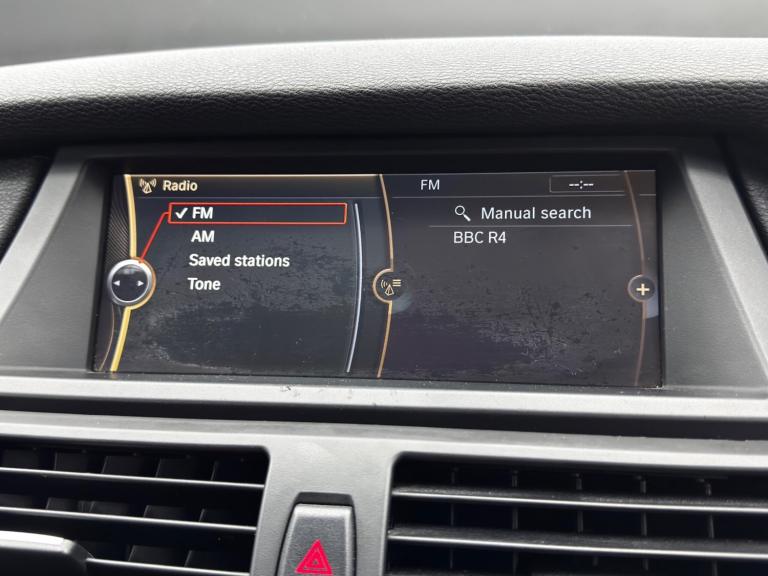 Radio
FM
AM
Saved stations
Tone
FM
--:--
Manual search
BBC R4